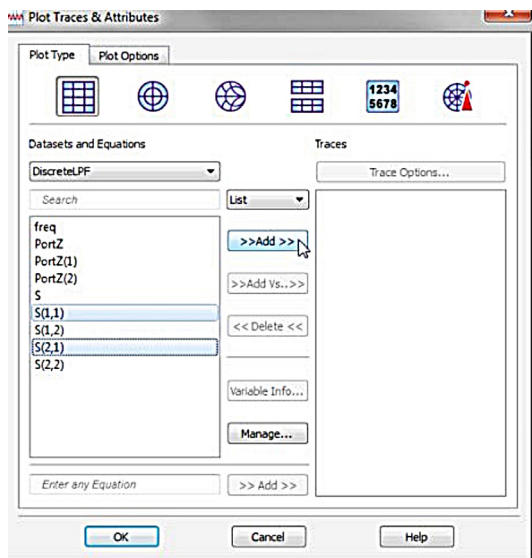 Plot Traces & Attributes
Plot Type
Plot Options
1234
5678
Datasets and Equations
Traces
DiscreteLPF
Trace Options...
Search
List
freq
PortZ
PortZ(1)
PortZ(2)
S
S(1,1)
S(1,2)
S(2,1)
S(2,2)
>>Add >>
>>Add Vs..>>
<< Delete <<
Variable Info...
Manage...
Enter any Equation
>> Add >>
OK
Cancel
Help